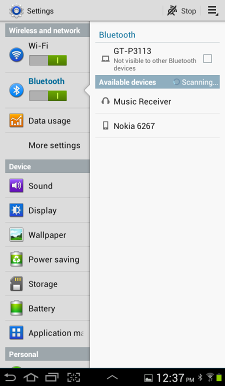 Settings
Stop
Wireless and network
Wi-Fi
Bluetooth
Data usage
More settings
Device
Sound
Display
Wallpaper
Power saving
Storage
Battery
Application ma
Personal
Bluetooth
GT-P3113
Not visible to other Bluetooth
devices
Available devices
Scanning...
Music Receiver
Nokia 6267
12:37 PM